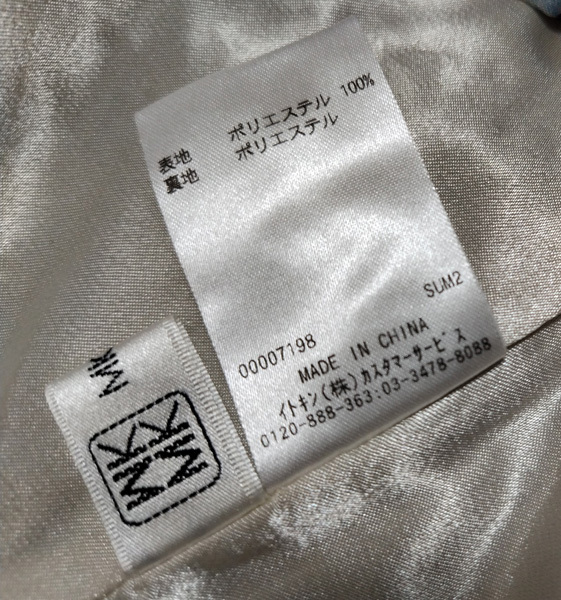 表地 ポリエステル 100%
裏地 ポリエステル
SUM2
00007198
MADE IN CHINA
イトキン(株)カスタマーサービス
0120-888-363:03-3478-8088
MK
MK
MK